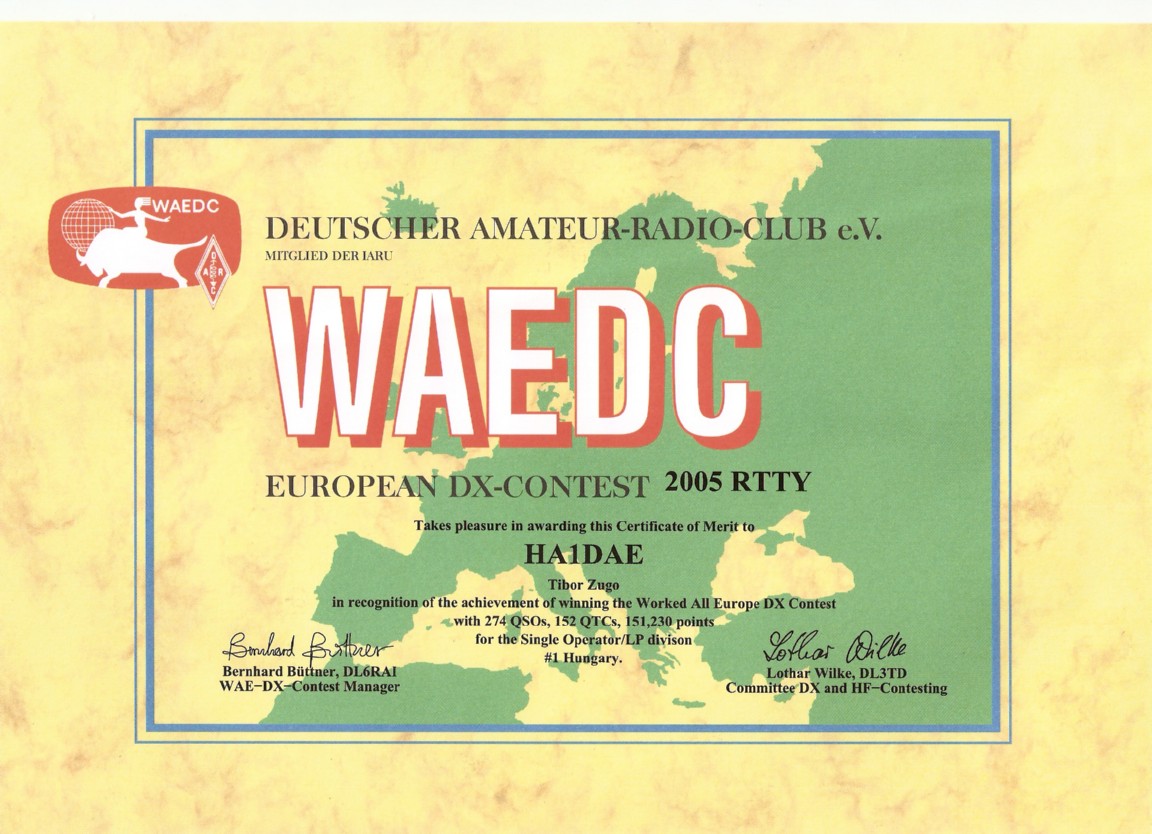 WAEDC
DARC
DEUTSCHER AMATEUR-RADIO-CLUB e.V.
MITGLIED DER IARU
WAEDC
EUROPEAN DX-CONTEST 2005 RTTY
Takes pleasure in awarding this Certificate of Merit to
HA1DAE
Tibor Zugo
in recognition of the achievement of winning the Worked All Europe DX Contest
with 274 QSOs, 152 QTCs, 151,230 points
for the Single Operator/LP divison
#1 Hungary.
Bernhard Büttner
Bernhard Büttner, DL6RAI
WAE-DX-Contest Manager
Lothar Wilke
Lothar Wilke, DL3TD
Committee DX and HF-Contesting